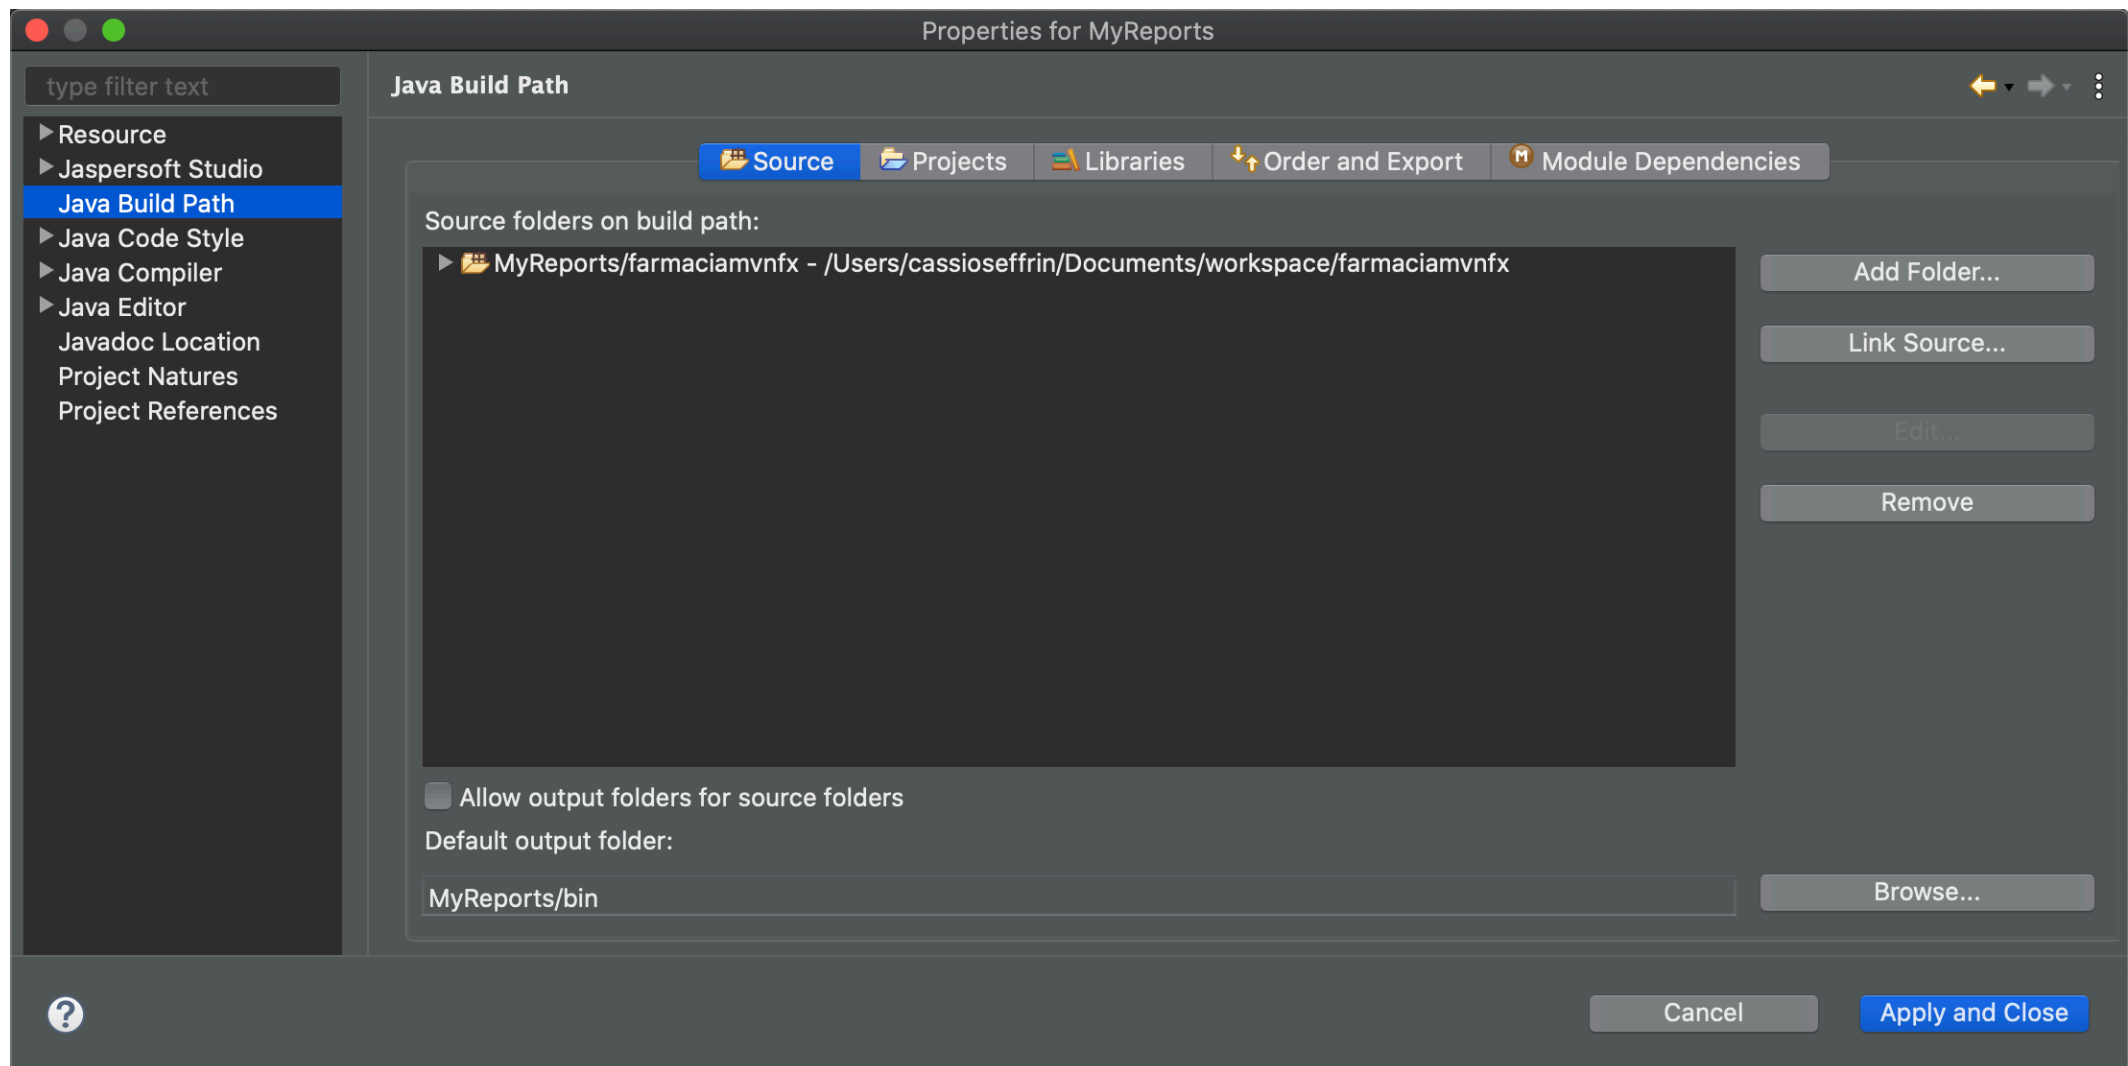 Properties for MyReports
type filter text
Java Build Path
Resource
Jaspersoft Studio
Java Build Path
Java Code Style
Java Compiler
Java Editor
Javadoc Location
Project Natures
Project References
Source Projects Libraries Order and Export M Module Dependencies
Source folders on build path:
MyReports/farmaciamvnfx - /Users/cassioseffrin/Documents/workspace/farmaciamvnfx
Add Folder...
Link Source...
Edit...
Remove
Allow output folders for source folders
Default output folder:
MyReports/bin
Browse...
?
Cancel
Apply and Close